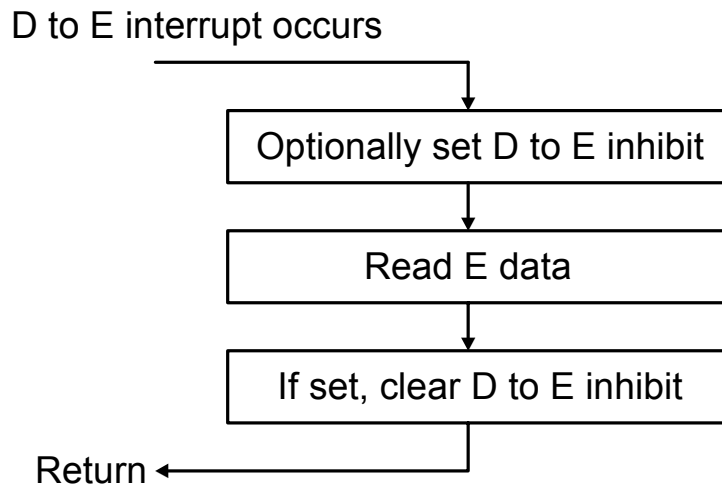 D to E interrupt occurs
Optionally set D to E inhibit
Read E data
If set, clear D to E inhibit
Return